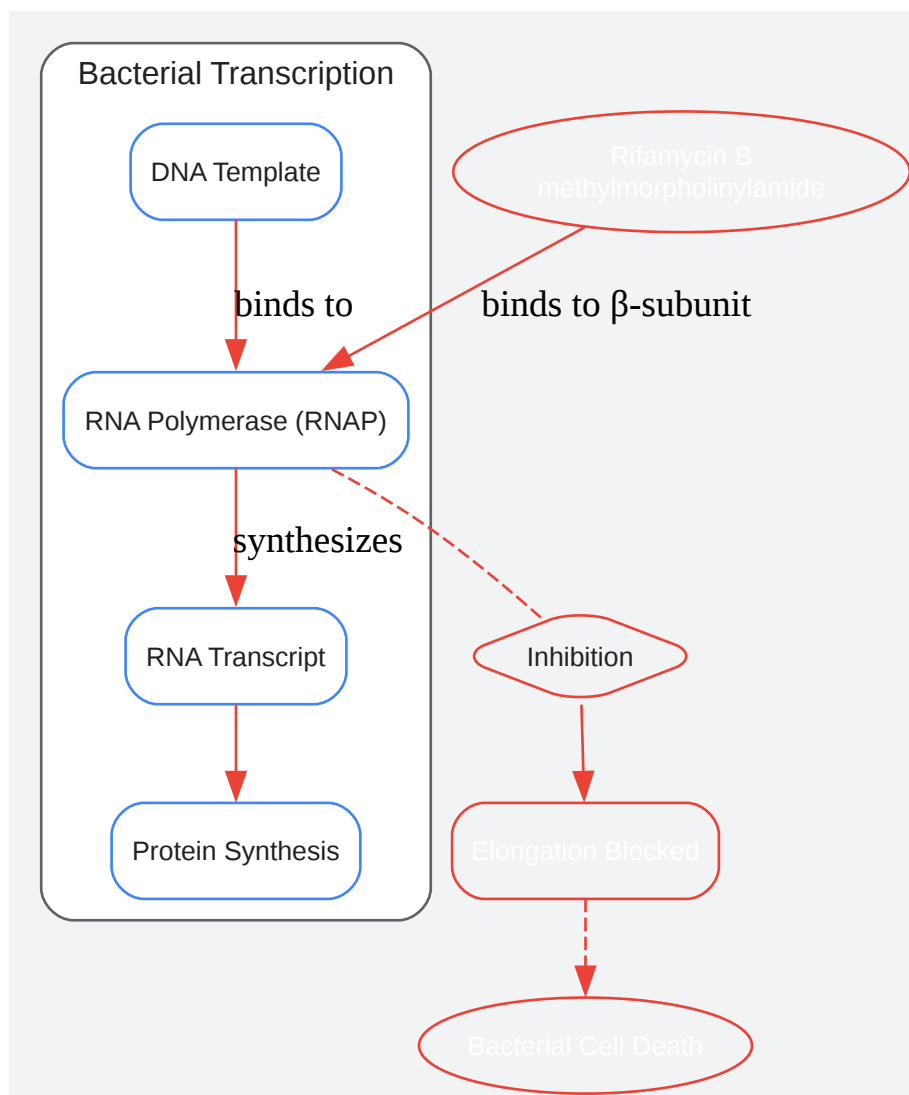 Bacterial Transcription
DNA Template
Rifamycin B
methylmorpholinylamide
binds to
binds to β-subunit
RNA Polymerase (RNAP)
synthesizes
RNA Transcript
Inhibition
Protein Synthesis
Elongation Blocked
Bacterial Cell Death